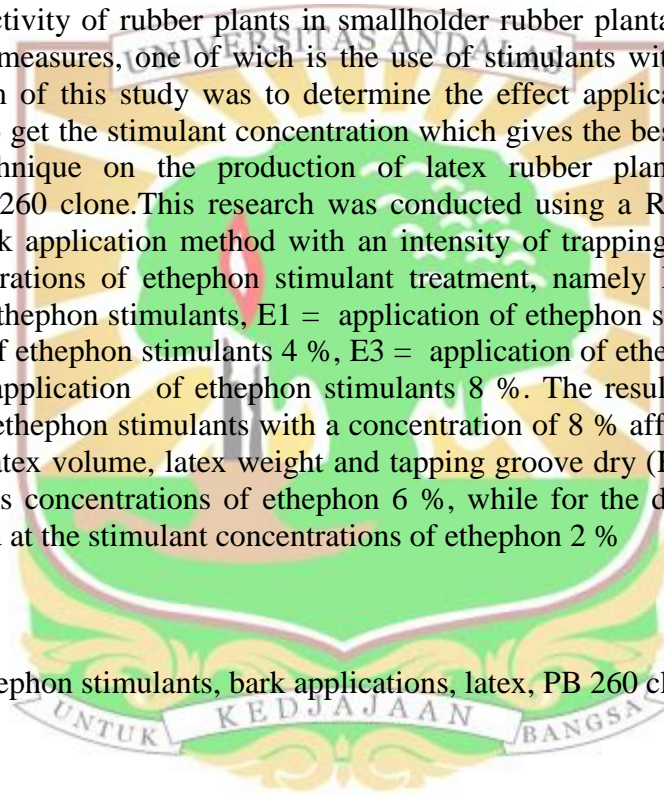 ctivity of rubber plants in smallholder rubber planta
UNIVERSITAS ANDALAS
measures, one of wich is the use of stimulants wit
n of this study was to determine the effect applica
get the stimulant concentration which gives the bes
hnique on the production of latex rubber plan
260 clone.This research was conducted using a R
k application method with an intensity of trapping
rations of ethephon stimulant treatment, namely
thephon stimulants, E1 = application of ethephon s
f ethephon stimulants 4 %, E3 = application of ethe
application of ethephon stimulants 8 %. The resul
ethephon stimulants with a concentration of 8 % aff
atex volume, latex weight and tapping groove dry (
s concentrations of ethephon 6 %, while for the d
at the stimulant concentrations of ethephon 2 %
ephon stimulants, bark applications, latex, PB 260 cl
UNTUK KEDJAJAAN BANGSA